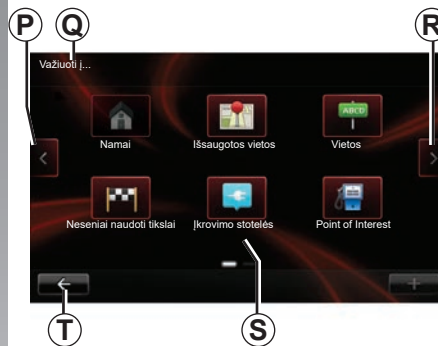 P Q R
Važiuoti į...
ABCD
Namai Išsaugotos vietos Vietos
Neseniai naudoti tikslai Įkrovimo stotelės Point of Interest
T S